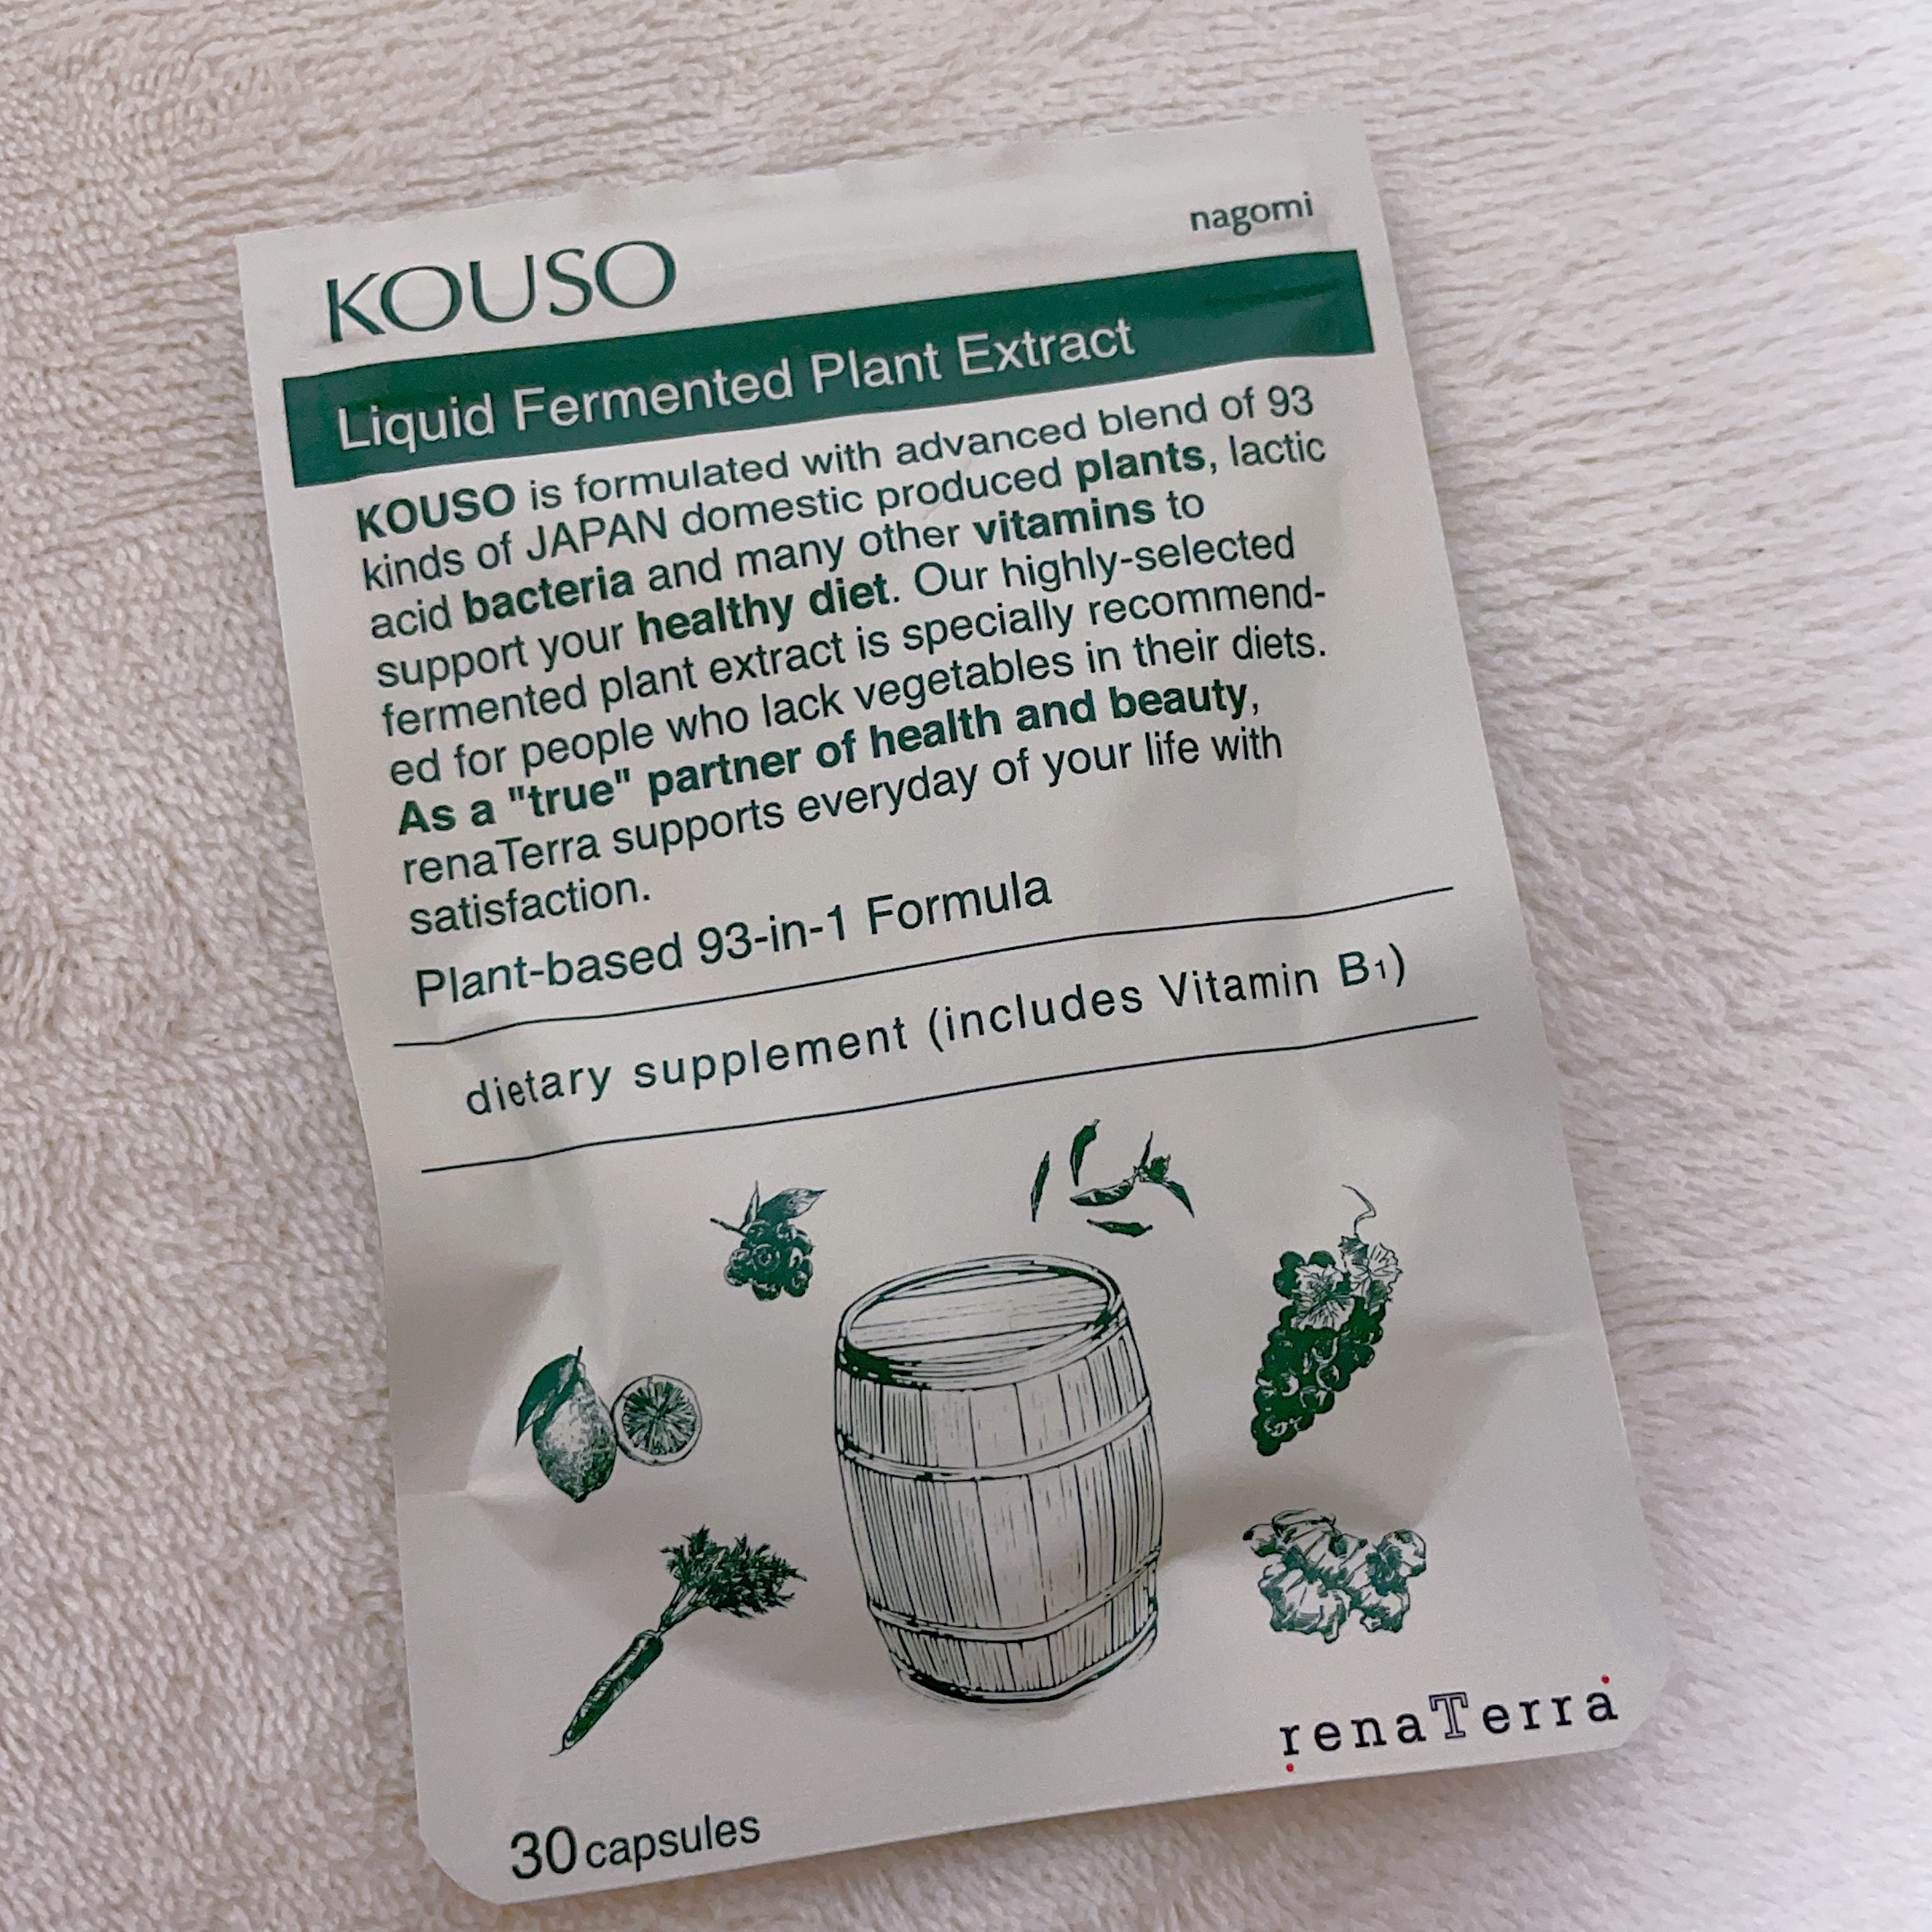 KOUSO
nagomi
Liquid Fermented Plant Extract
KOUSO is formulated with advanced blend of 93
kinds of JAPAN domestic produced plants, lactic
acid bacteria and many other vitamins to
support your healthy diet. Our highly-selected
fermented plant extract is specially recommend-
ed for people who lack vegetables in their diets.
As a "true" partner of health and beauty,
renaTerra supports everyday of your life with
satisfaction.
Plant-based 93-in-1 Formula
dietary supplement (includes Vitamin B1)
renaTerra
30 capsules